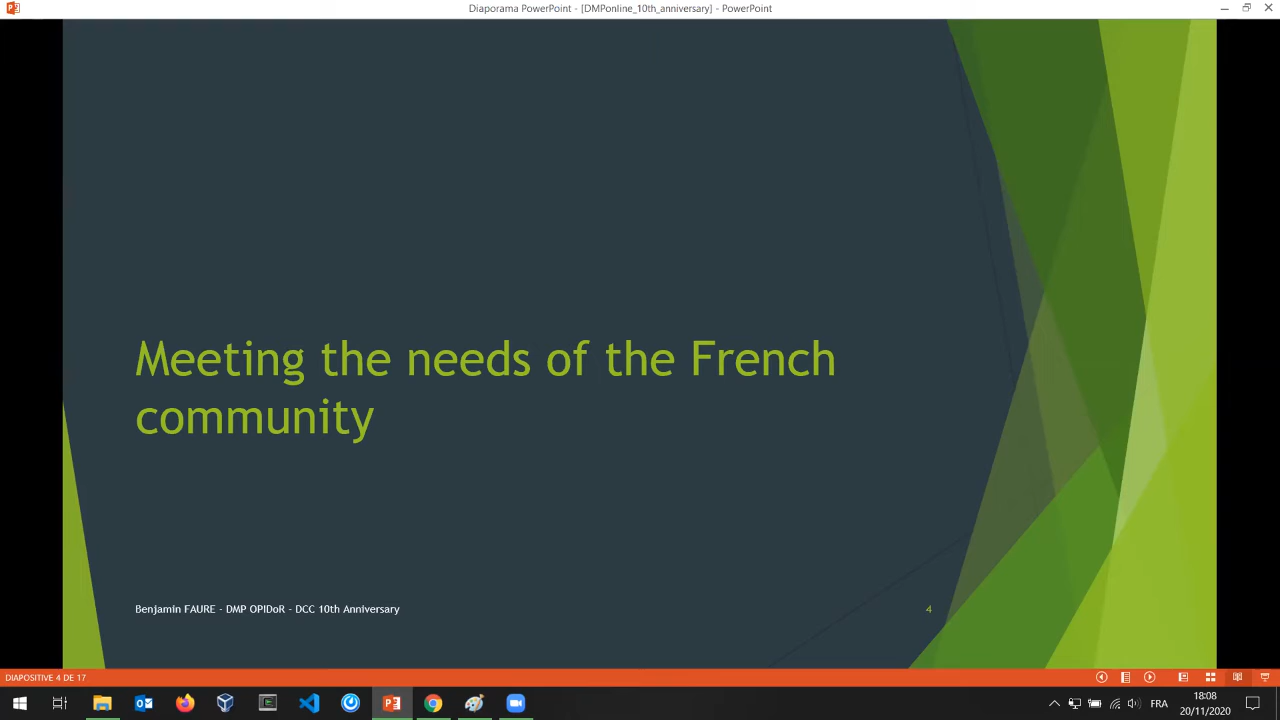 Diaporama PowerPoint - [DMPonline_10th_anniversary] - PowerPoint
Meeting the needs of the French
community
Benjamin FAURE - DMP OPIDoR - DCC 10th Anniversary
4
DIAPOSITIVE 4 DE 17
FRA
18:08
20/11/2020